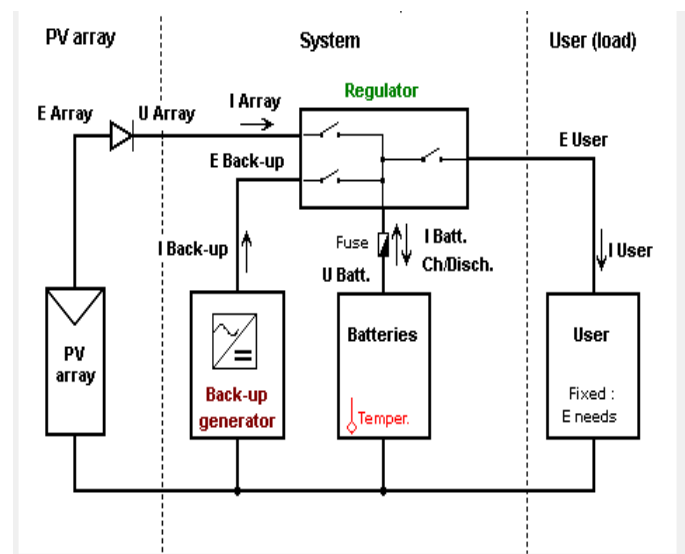 PV array
System
User (load)
Regulator
I Array
E Array
U Array
E User
E Back-up
I Back-up
Fuse
I Batt.
Ch/Disch.
U Batt.
I User
PV
array
Back-up
generator
Batteries
Temper.
User
Fixed :
E needs